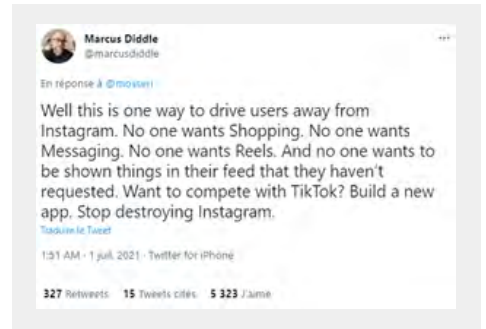 Marcus Diddle
@marcusdiddle
En réponse à @mosseri
Well this is one way to drive users away from
Instagram. No one wants Shopping. No one wants
Messaging. No one wants Reels. And no one wants to
be shown things in their feed that they haven't
requested. Want to compete with TikTok? Build a new
app. Stop destroying Instagram.
Traduire le Tweet
1:51 AM · 1 juil. 2021 · Twitter for iPhone
327 Retweets 15 Tweets cités 5 323 J'aime